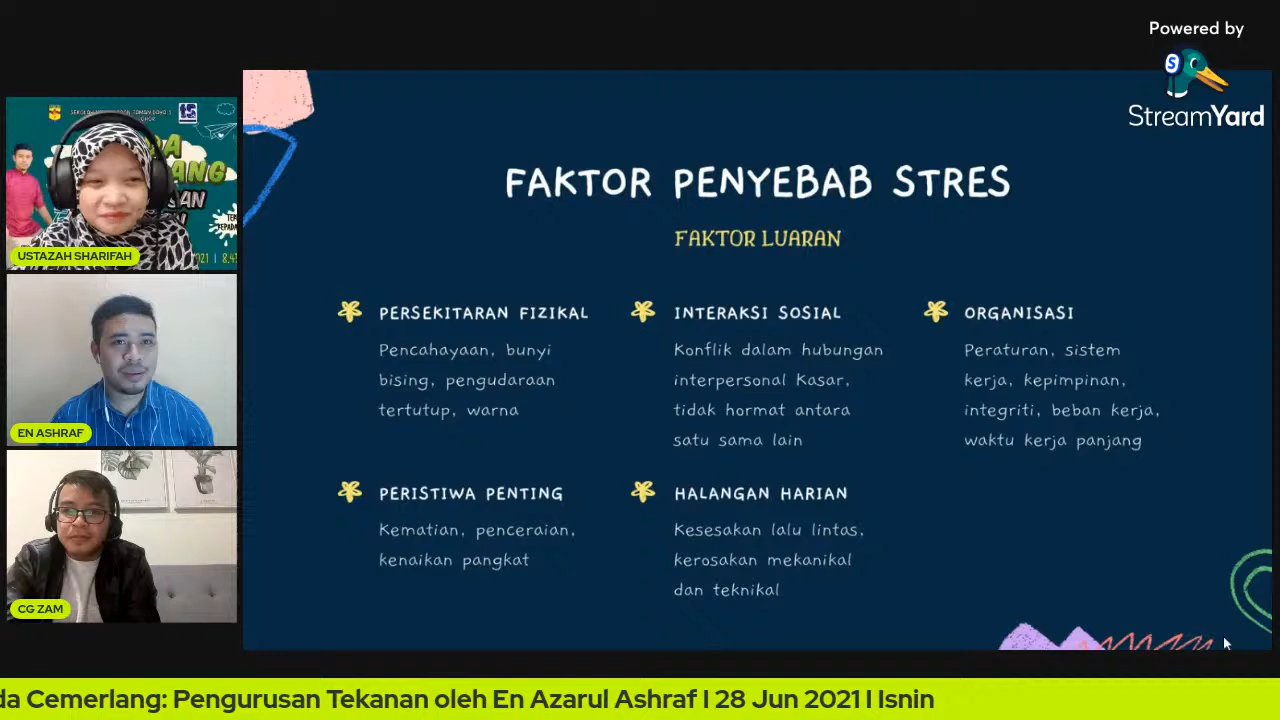 Powered by
StreamYard
FAKTOR PENYEBAB STRES
FAKTOR LUARAN
PERSEKITARAN FIZIKAL
Pencahayaan, bunyi
bising, pengudaraan
tertutup, warna
INTERAKSI SOSIAL
Konflik dalam hubungan
interpersonal Kasar,
tidak hormat antara
satu sama lain
ORGANISASI
Peraturan, sistem
kerja, kepimpinan,
integriti, beban kerja,
waktu kerja panjang
PERISTIWA PENTING
Kematian, penceraian,
kenaikan pangkat
HALANGAN HARIAN
Kesesakan lalu lintas,
kerosakan mekanikal
dan teknikal
USTAZAH SHARIFAH
EN ASHRAF
CG ZAM
da Cemerlang: Pengurusan Tekanan oleh En Azarul Ashraf I 28 Jun 2021 I Isnin